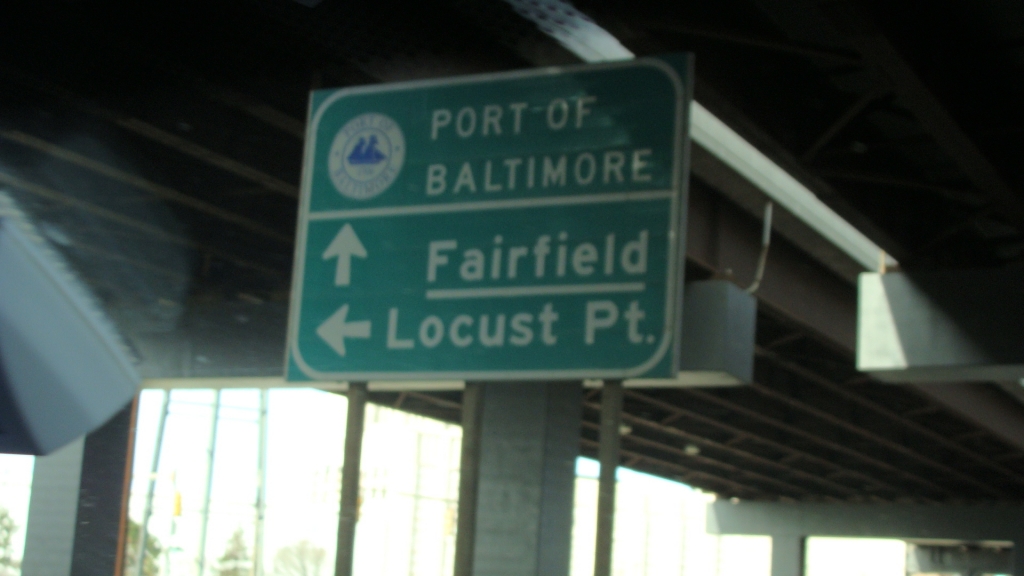 PORT OF
BALTIMORE
Fairfield
Locust Pt.